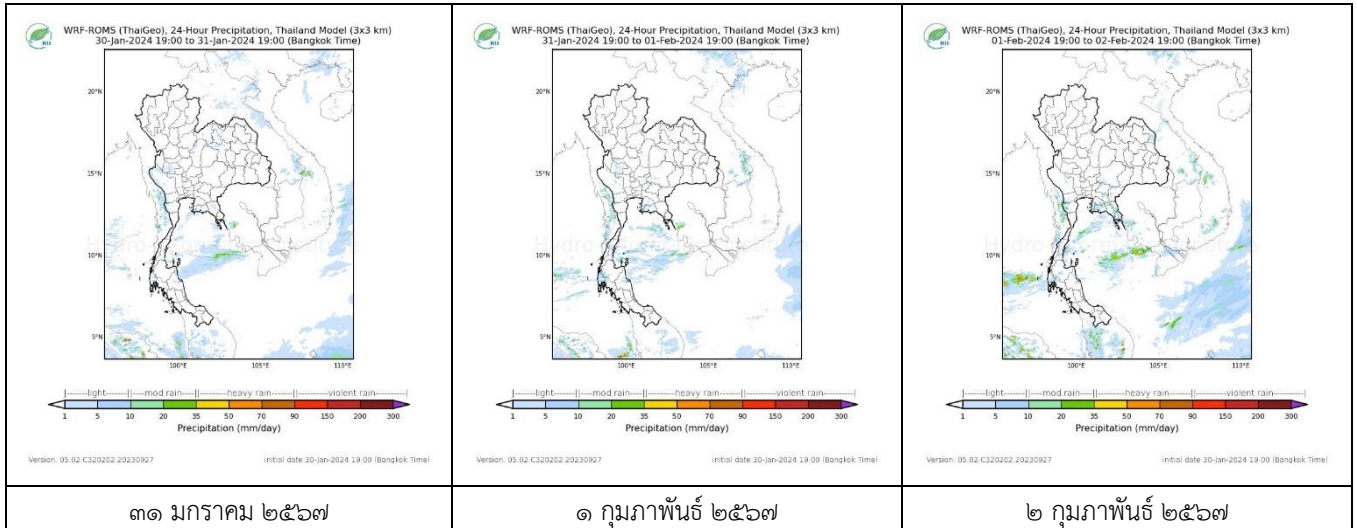 WRF-ROMS (ThaiGeo), 24-Hour Precipitation, Thailand Model (3x3 km)
30-Jan-2024 19:00 to 31-Jan-2024 19:00 (Bangkok Time)
20°N
15°N
10°N
5°N
100°E
105°E
110°E
light mod rain heavy rain violent rain
1 5 10 20 35 50 70 90 150 200 300
Precipitation (mm/day)
Version: 05.02.C320202.20230927
initial date 30-Jan-2024 19:00 (Bangkok Time)
๓๑ มกราคม ๒๕๖๗
WRF-ROMS (ThaiGeo), 24-Hour Precipitation, Thailand Model (3x3 km)
31-Jan-2024 19:00 to 01-Feb-2024 19:00 (Bangkok Time)
20°N
15°N
10°N
5°N
100°E
105°E
110°E
light mod rain heavy rain violent rain
1 5 10 20 35 50 70 90 150 200 300
Precipitation (mm/day)
Version: 05.02.C320202.20230927
initial date 30-Jan-2024 19:00 (Bangkok Time)
๑ กุมภาพันธ์ ๒๕๖๗
WRF-ROMS (ThaiGeo), 24-Hour Precipitation, Thailand Model (3x3 km)
01-Feb-2024 19:00 to 02-Feb-2024 19:00 (Bangkok Time)
20°N
15°N
10°N
5°N
100°E
105°E
110°E
light mod rain heavy rain violent rain
1 5 10 20 35 50 70 90 150 200 300
Precipitation (mm/day)
Version: 05.02.C320202.20230927
initial date 30-Jan-2024 19:00 (Bangkok Time)
๒ กุมภาพันธ์ ๒๕๖๗